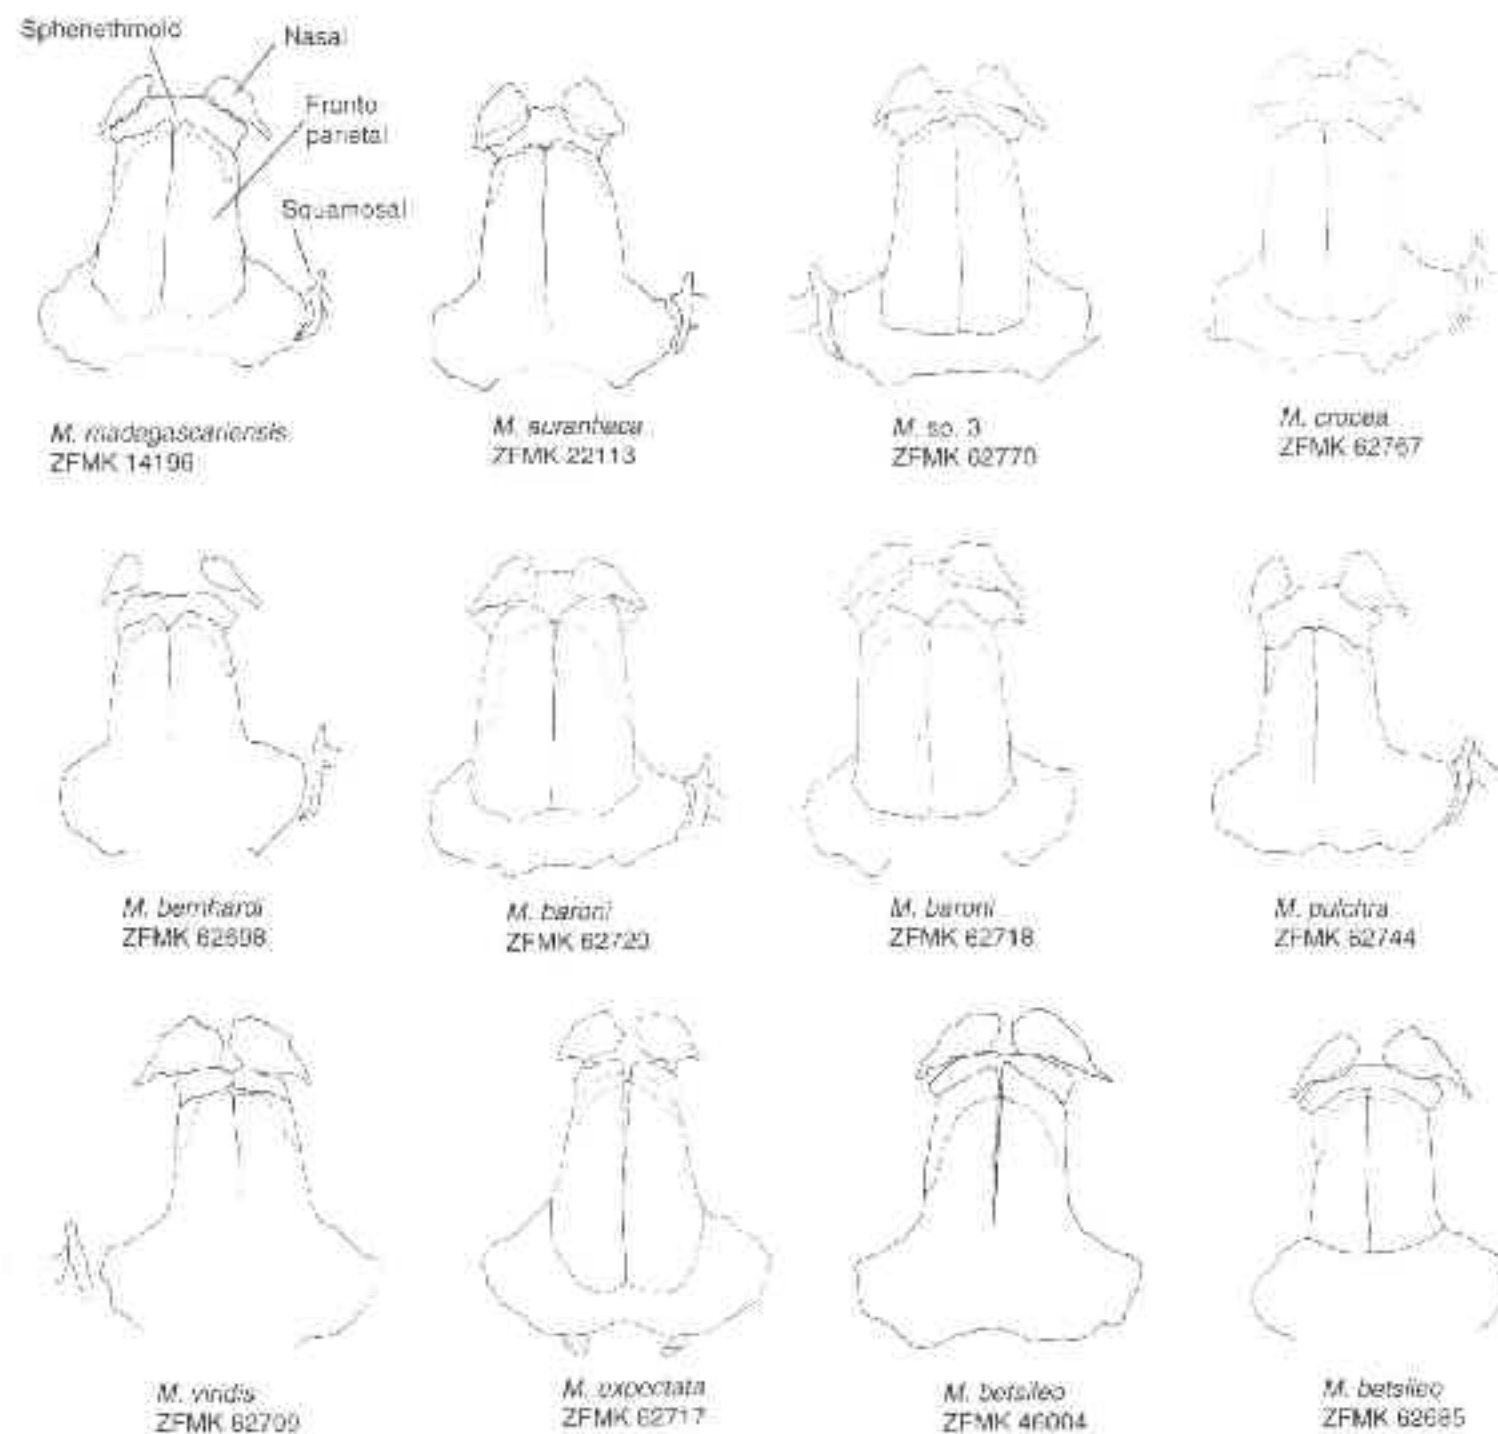 Sphenethmoid
Nasal
Fronto
parietal
Squamosal
M. madagascariensis
ZFMK 14196
M. aurantiaca
ZFMK 22113
M. sp. 3
ZFMK 62770
M. crocea
ZFMK 62767
M. bernhardi
ZFMK 62698
M. baroni
ZFMK 62720
M. baroni
ZFMK 62718
M. pulchra
ZFMK 62744
M. viridis
ZFMK 62709
M. expectata
ZFMK 62717
M. betsileo
ZFMK 46004
M. betsileo
ZFMK 62685